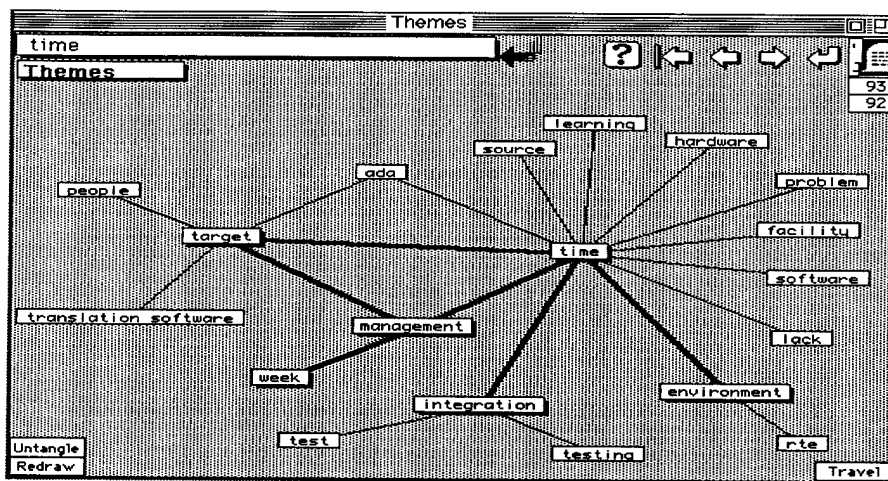 Themes
time
?
Themes
93
92
learning
source
hardware
ada
people
problem
target
time
facility
software
translation software
management
lack
week
integration
environment
test
testing
rte
Untangle
Redraw
Travel